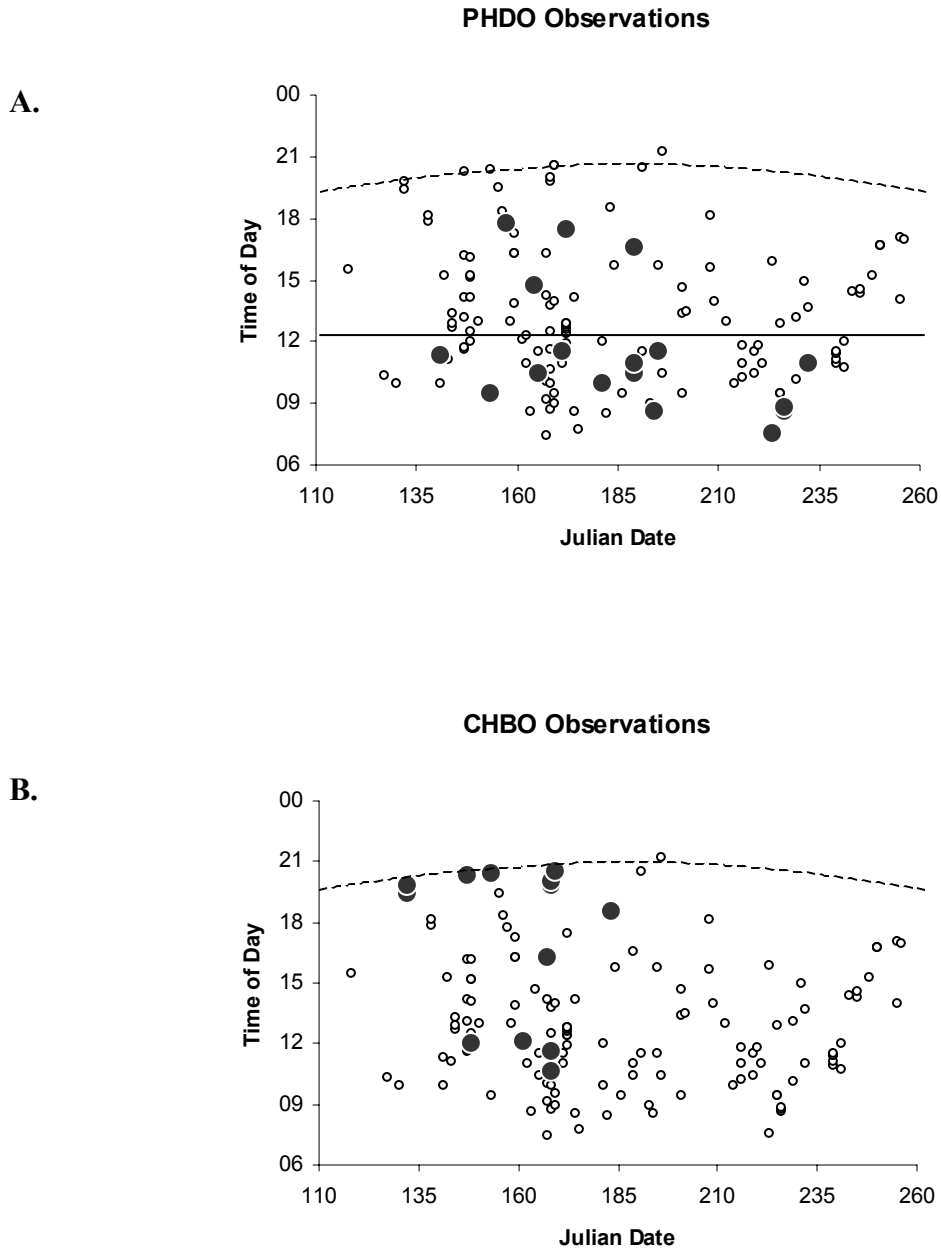 PHDO Observations
A.
00
21
18
15
12
09
06
Time of Day
110 135 160 185 210 235 260
Julian Date
CHBO Observations
B.
00
21
18
15
12
09
06
Time of Day
110 135 160 185 210 235 260
Julian Date